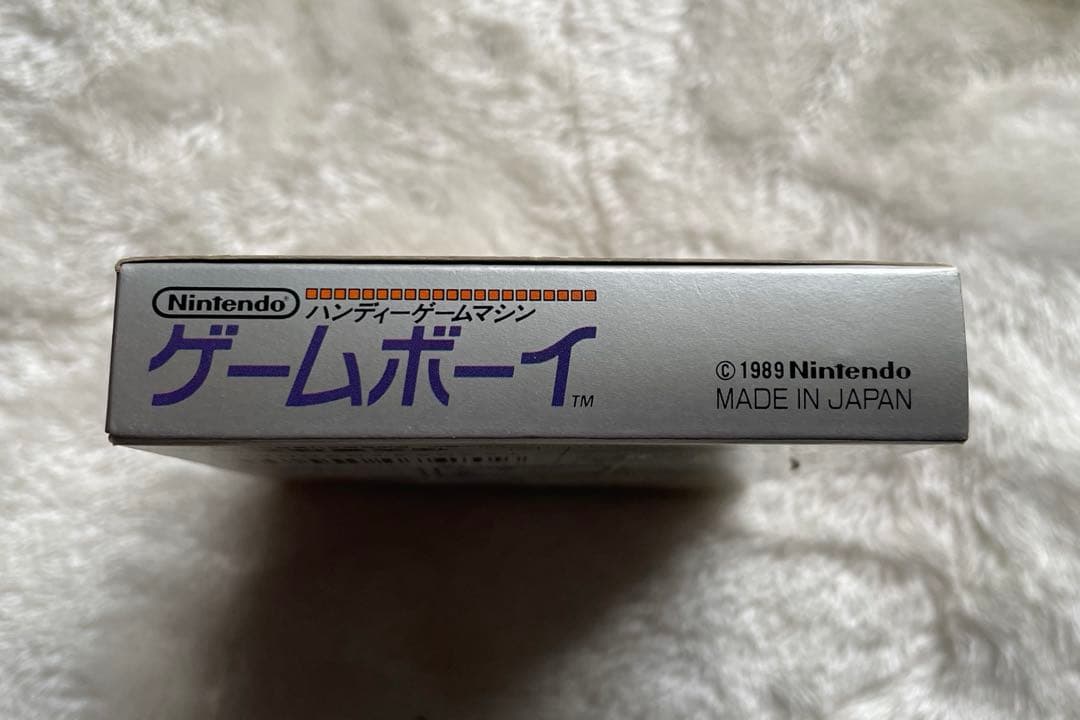 Nintendo®
ハンディーゲームマシン
ゲームボーイ™
© 1989 Nintendo
MADE IN JAPAN